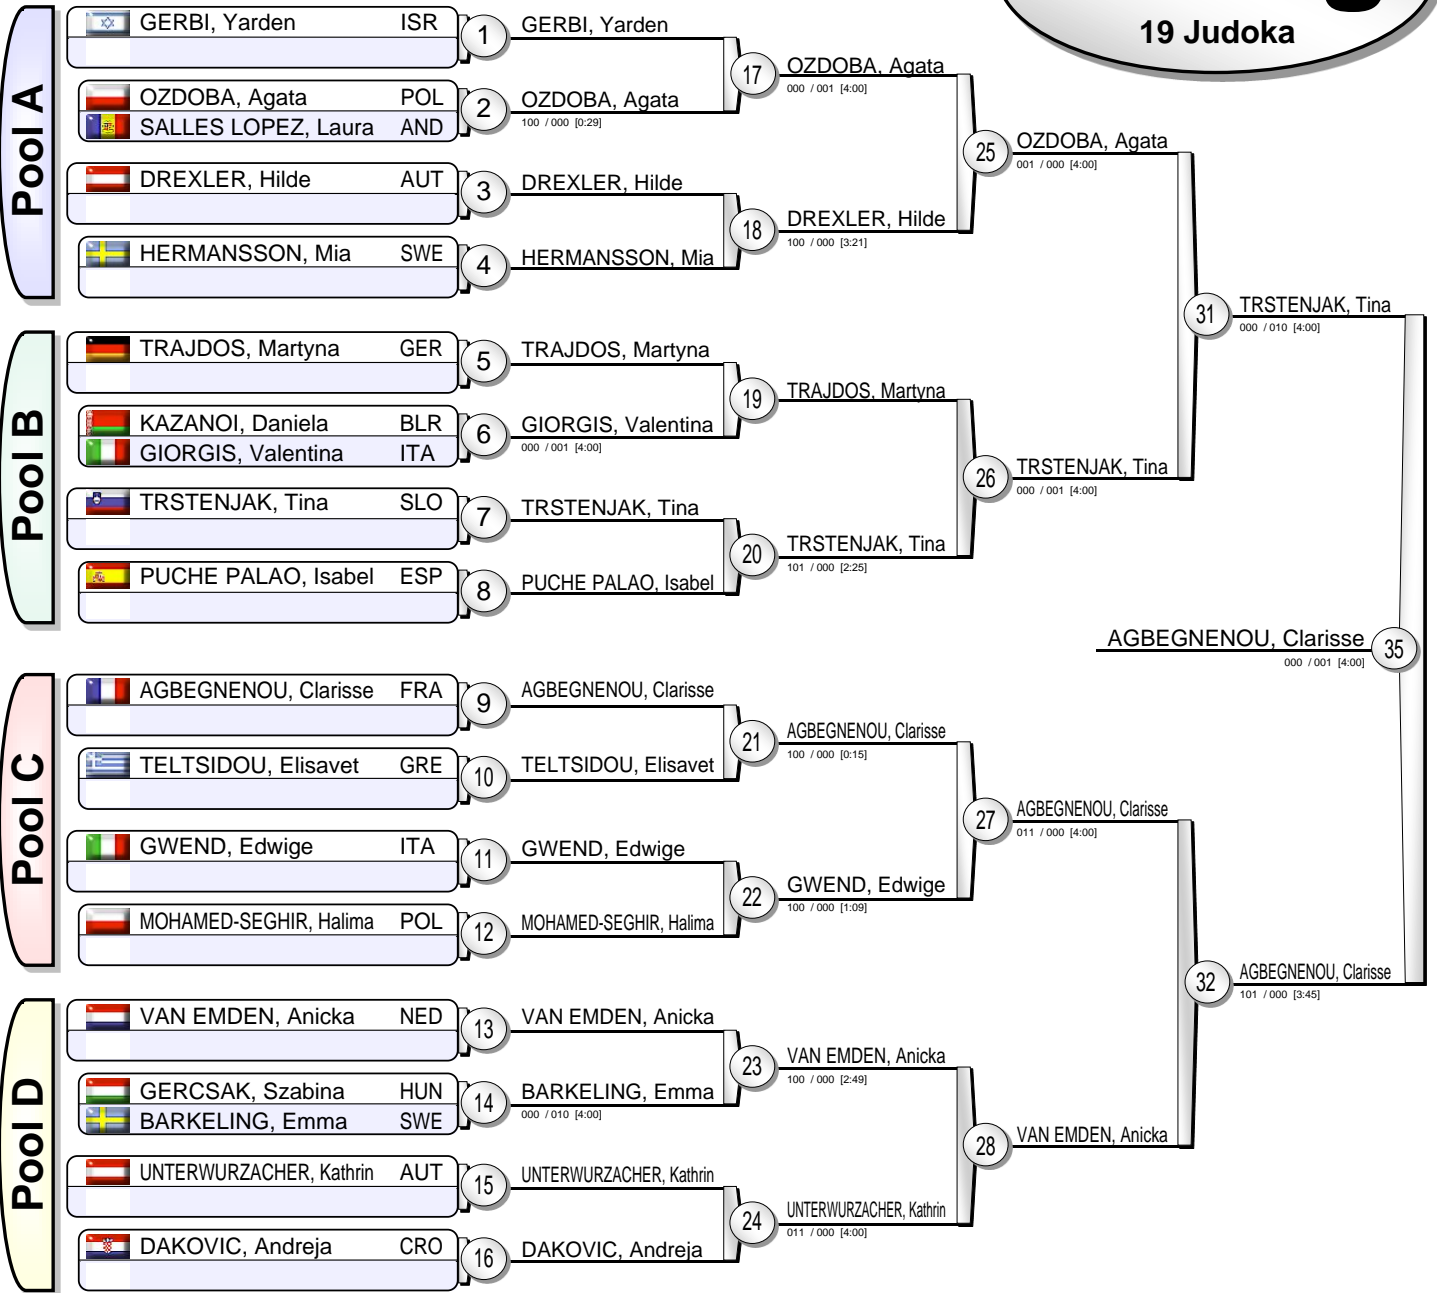 19 Judoka
Pool A
GERBI, Yarden ISR
OZDOBA, Agata POL
SALLES LOPEZ, Laura AND
DREXLER, Hilde AUT
HERMANSSON, Mia SWE
Pool B
TRAJDOS, Martyna GER
KAZANOI, Daniela BLR
GIORGIS, Valentina ITA
TRSTENJAK, Tina SLO
PUCHE PALAO, Isabel ESP
Pool C
AGBEGNENOU, Clarisse FRA
TELTSIDOU, Elisavet GRE
GWEND, Edwige ITA
MOHAMED-SEGHIR, Halima POL
Pool D
VAN EMDEN, Anicka NED
GERCSAK, Szabina HUN
BARKELING, Emma SWE
UNTERWURZACHER, Kathrin AUT
DAKOVIC, Andreja CRO
1 GERBI, Yarden
2 OZDOBA, Agata
100 / 000 [0:29]
3 DREXLER, Hilde
4 HERMANSSON, Mia
5 TRAJDOS, Martyna
6 GIORGIS, Valentina
000 / 001 [4:00]
7 TRSTENJAK, Tina
8 PUCHE PALAO, Isabel
9 AGBEGNENOU, Clarisse
10 TELTSIDOU, Elisavet
11 GWEND, Edwige
12 MOHAMED-SEGHIR, Halima
13 VAN EMDEN, Anicka
14 BARKELING, Emma
000 / 010 [4:00]
15 UNTERWURZACHER, Kathrin
16 DAKOVIC, Andreja
17 OZDOBA, Agata
000 / 001 [4:00]
18 DREXLER, Hilde
100 / 000 [3:21]
19 TRAJDOS, Martyna
20 TRSTENJAK, Tina
101 / 000 [2:25]
21 AGBEGNENOU, Clarisse
100 / 000 [0:15]
22 GWEND, Edwige
100 / 000 [1:09]
23 VAN EMDEN, Anicka
100 / 000 [2:49]
24 UNTERWURZACHER, Kathrin
011 / 000 [4:00]
25 OZDOBA, Agata
001 / 000 [4:00]
26 TRSTENJAK, Tina
000 / 001 [4:00]
27 AGBEGNENOU, Clarisse
011 / 000 [4:00]
28 VAN EMDEN, Anicka
31 TRSTENJAK, Tina
000 / 010 [4:00]
32 AGBEGNENOU, Clarisse
101 / 000 [3:45]
AGBEGNENOU, Clarisse 35
000 / 001 [4:00]